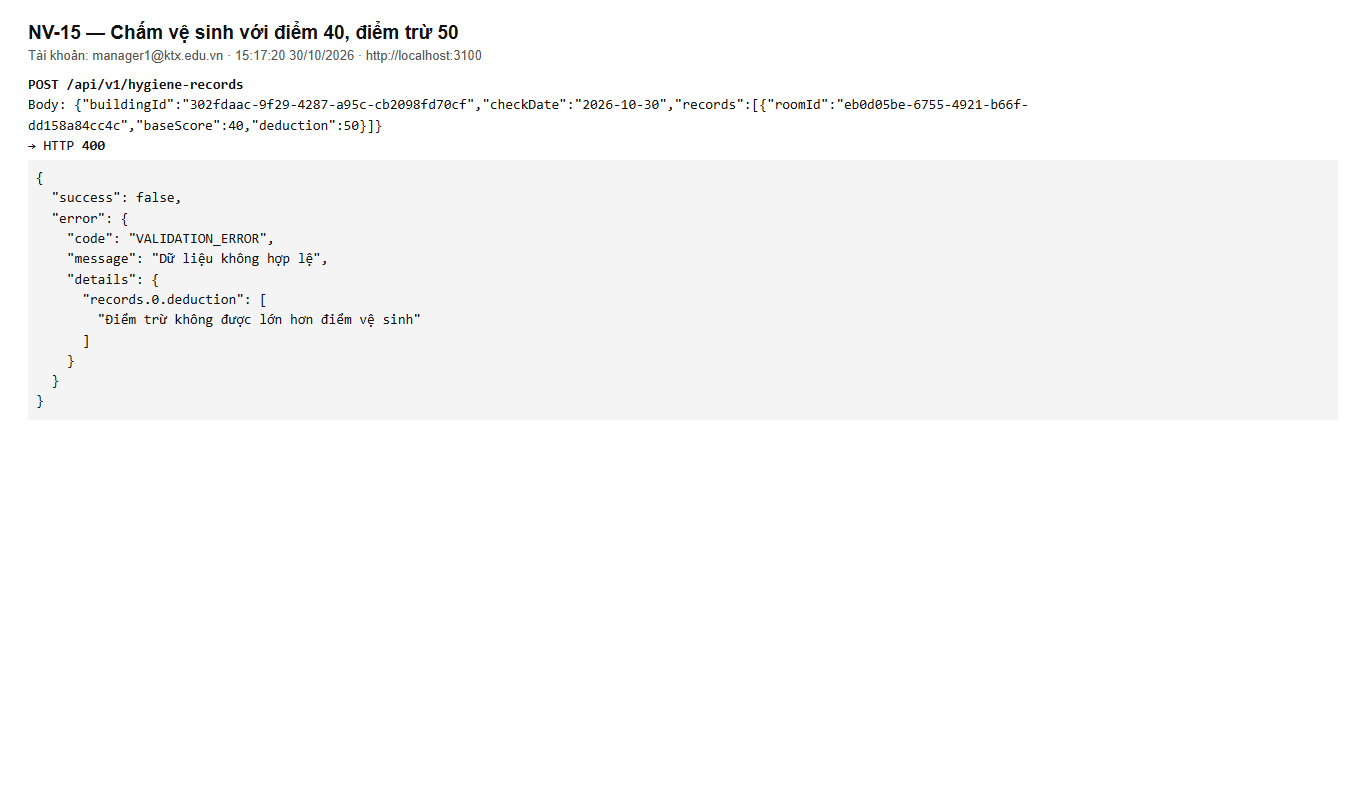 NV-15 — Chấm vệ sinh với điểm 40, điểm trừ 50
Tài khoản: manager1@ktx.edu.vn · 15:17:20 30/10/2026 · http://localhost:3100
POST /api/v1/hygiene-records
Body: {"buildingId":"302fdaac-9f29-4287-a95c-cb2098fd70cf","checkDate":"2026-10-30","records":[{"roomId":"eb0d05be-6755-4921-b66f-
dd158a84cc4c","baseScore":40,"deduction":50}]}
→ HTTP 400
{
  "success": false,
  "error": {
    "code": "VALIDATION_ERROR",
    "message": "Dữ liệu không hợp lệ",
    "details": {
      "records.0.deduction": [
        "Điểm trừ không được lớn hơn điểm vệ sinh"
      ]
    }
  }
}